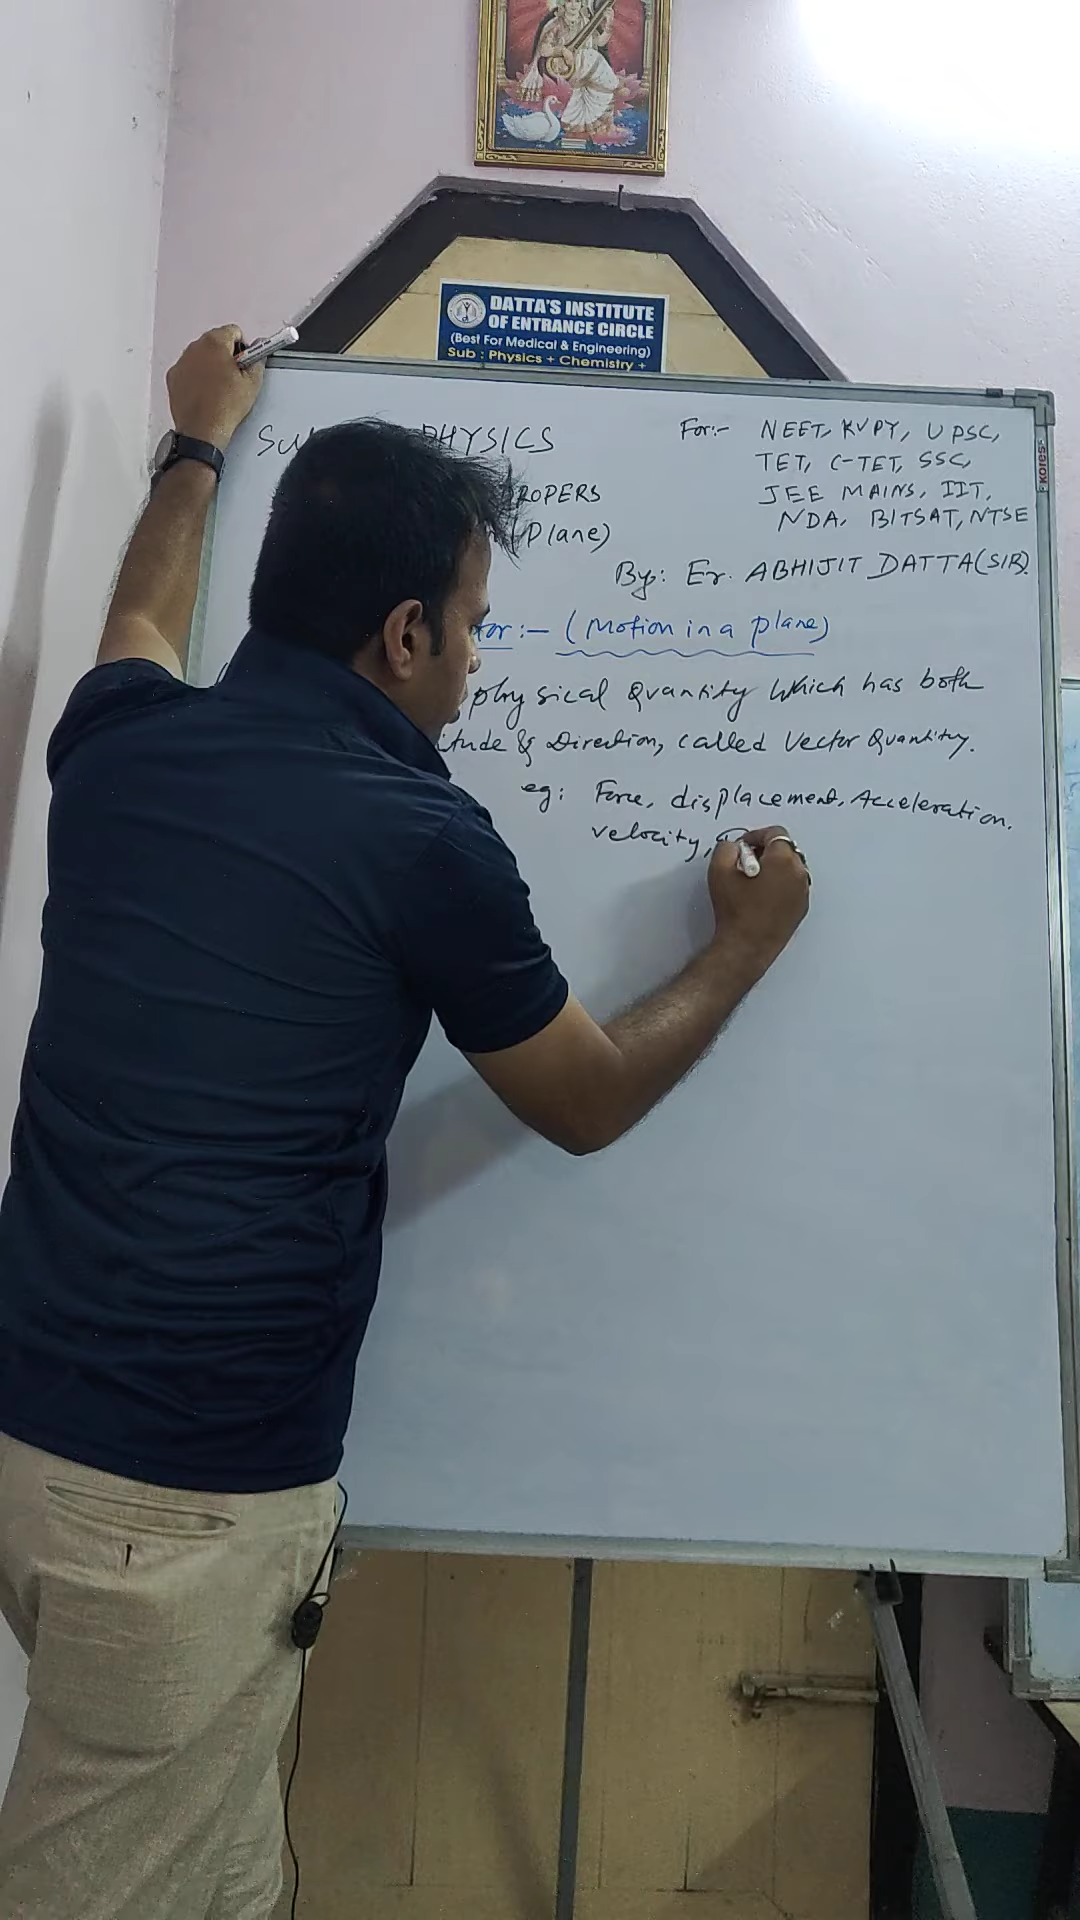 DATTA'S INSTITUTE
OF ENTRANCE CIRCLE
(Best For Medical & Engineering)
Sub : Physics + Chemistry +
PHYSICS
ROPERS
(Plane)
For:- NEET, KVPY, UPSC,
TET, C-TET, SSC,
JEE MAINS, IIT,
NDA, BITSAT, NTSE
By: Er. ABHIJIT DATTA(SIR)
tor:- (Motion in a plane)
physical Quantity Which has both
itude & Direction, called Vector Quantity.
eg: Force, displacement, Acceleration.
velocity,
kores